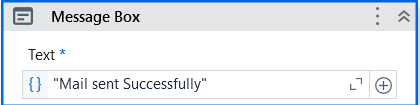 Message Box
Text *
{} "Mail sent Successfully"